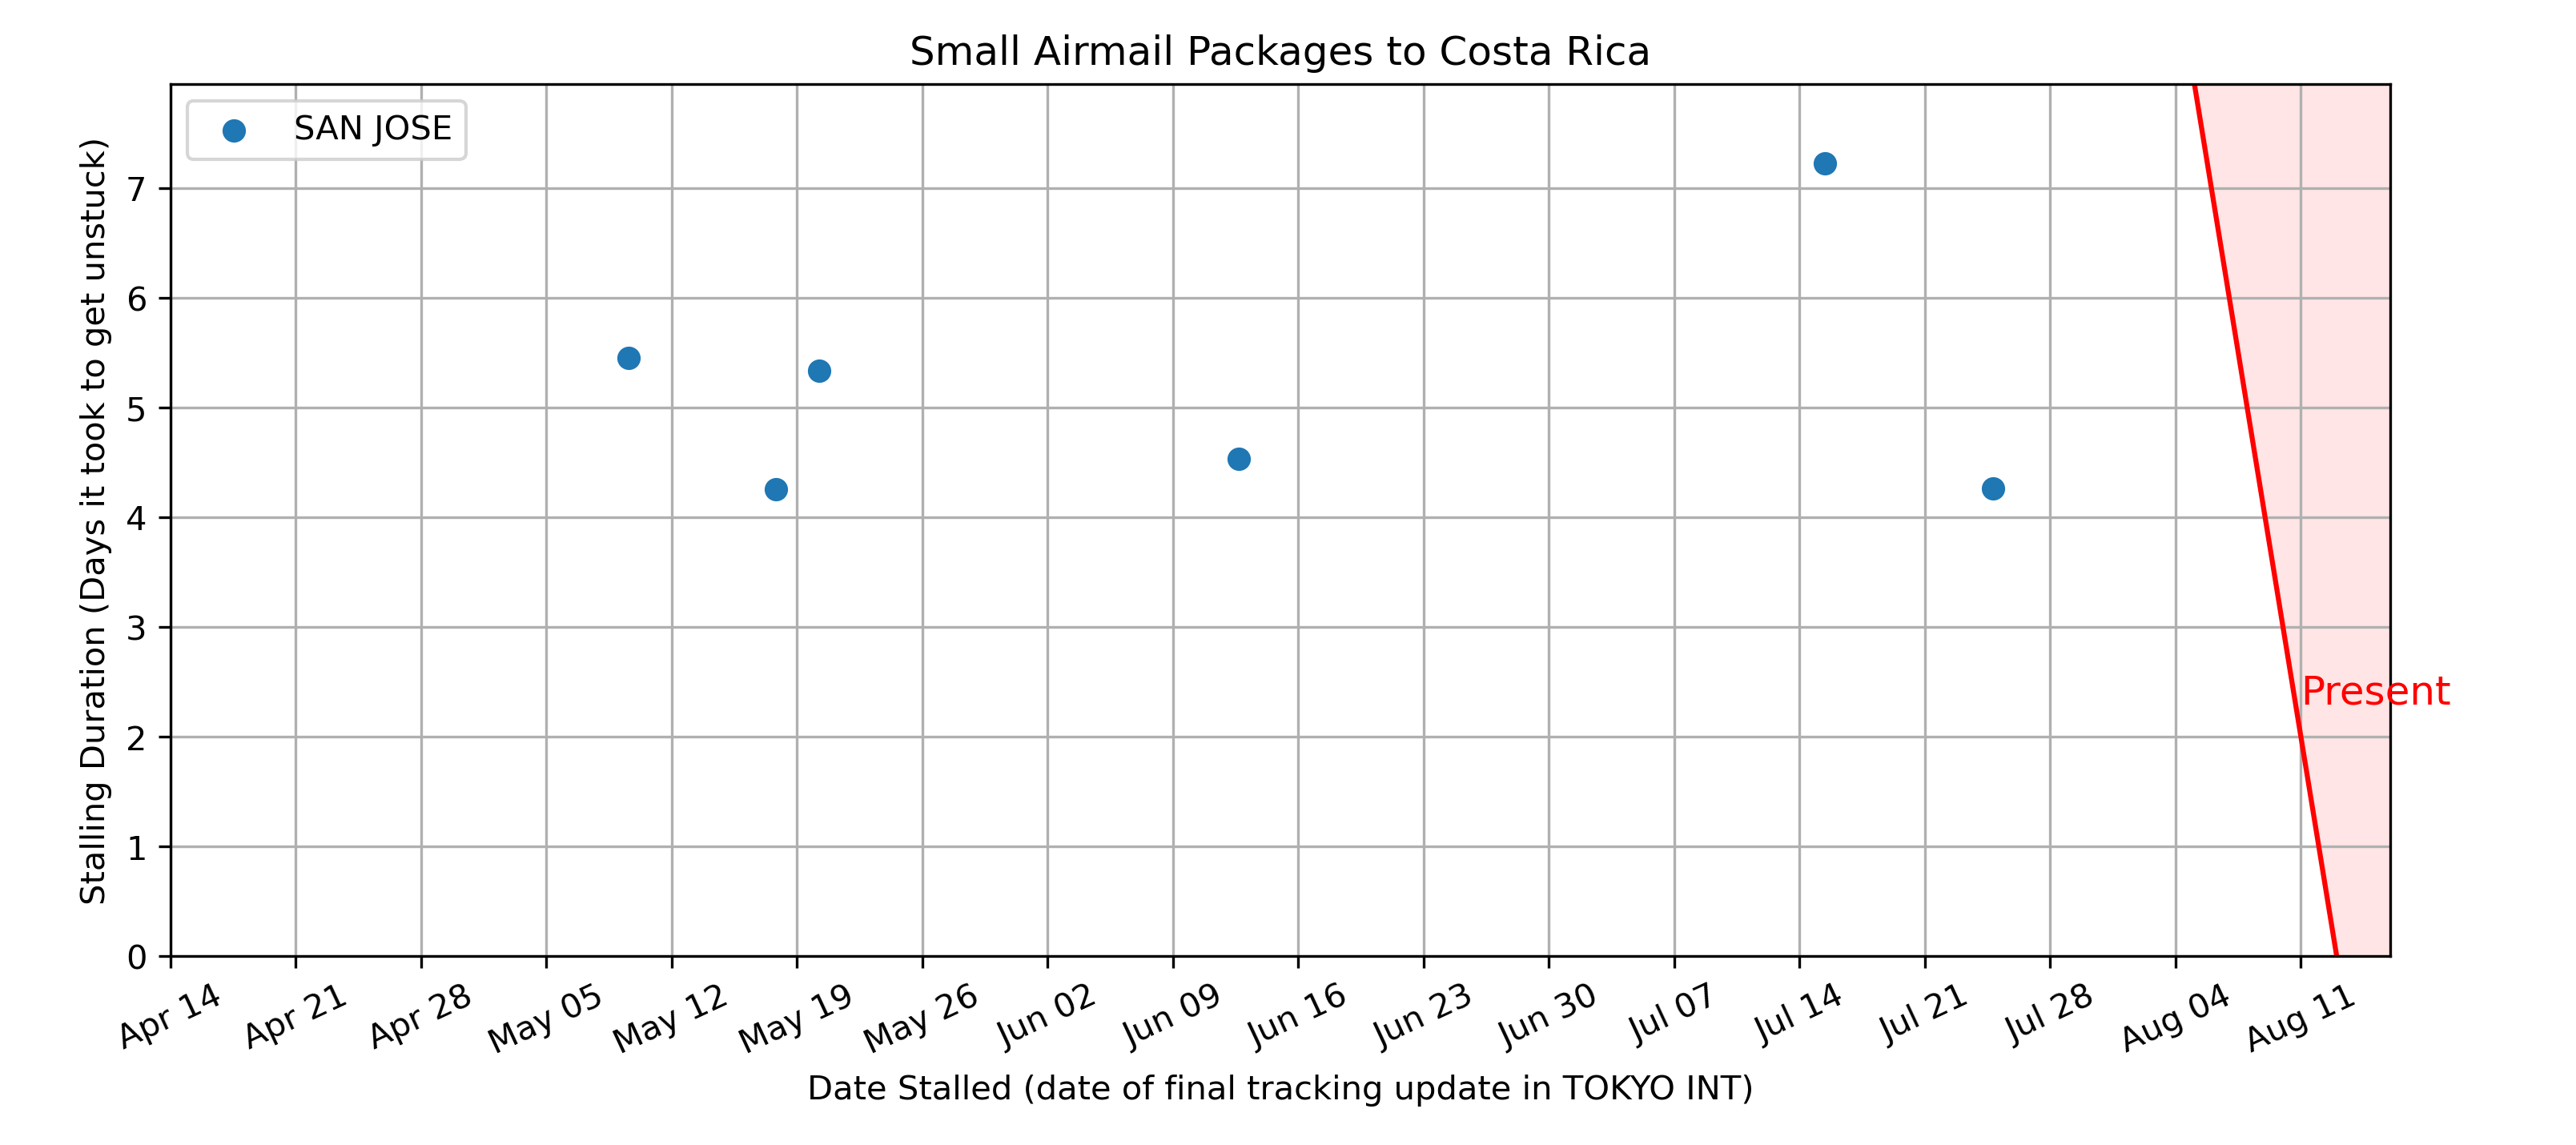 Small Airmail Packages to Costa Rica
SAN JOSE
Stalling Duration (Days it took to get unstuck)
7
6
5
4
3
2
1
0
Present
Apr 14
Apr 21
Apr 28
May 05
May 12
May 19
May 26
Jun 02
Jun 09
Jun 16
Jun 23
Jun 30
Jul 07
Jul 14
Jul 21
Jul 28
Aug 04
Aug 11
Date Stalled (date of final tracking update in TOKYO INT)